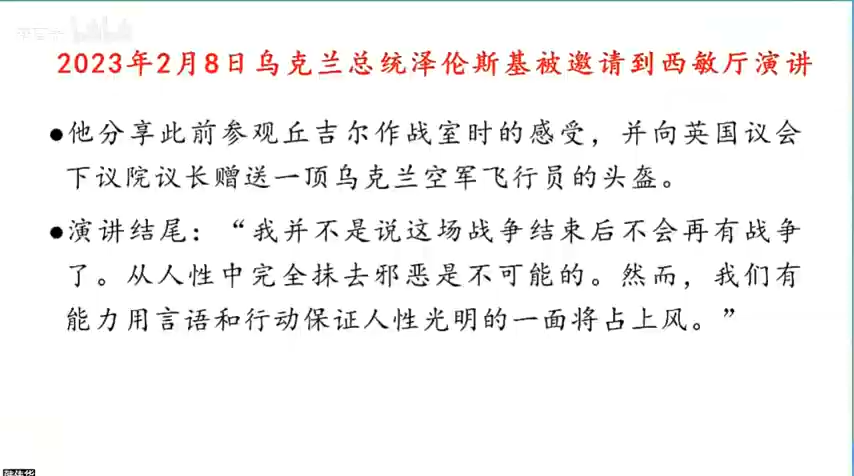 2023年2月8日乌克兰总统泽伦斯基被邀请到西敏厅演讲
●他分享此前参观丘吉尔作战室时的感受，并向英国议会
下议院议长赠送一顶乌克兰空军飞行员的头盔。
●演讲结尾：“我并不是说这场战争结束后不会再有战争
了。从人性中完全抹去邪恶是不可能的。然而，我们有
能力用言语和行动保证人性光明的一面将占上风。”